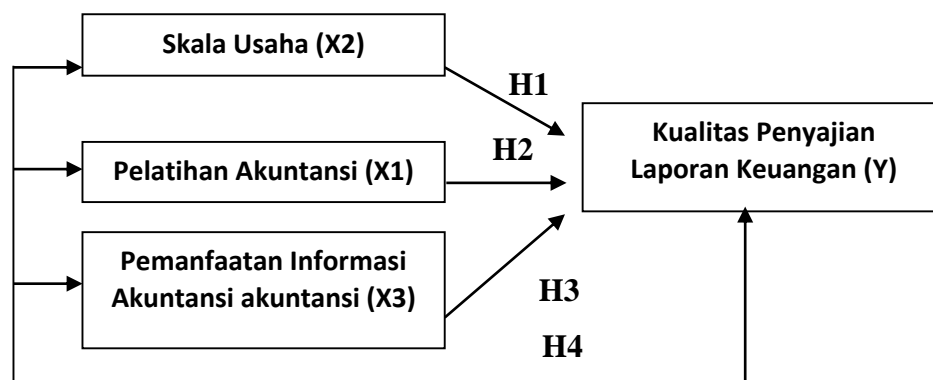 Skala Usaha (X2)
H1
Kualitas Penyajian
Laporan Keuangan (Y)
H2
Pelatihan Akuntansi (X1)
Pemanfaatan Informasi
Akuntansi akuntansi (X3)
H3
H4